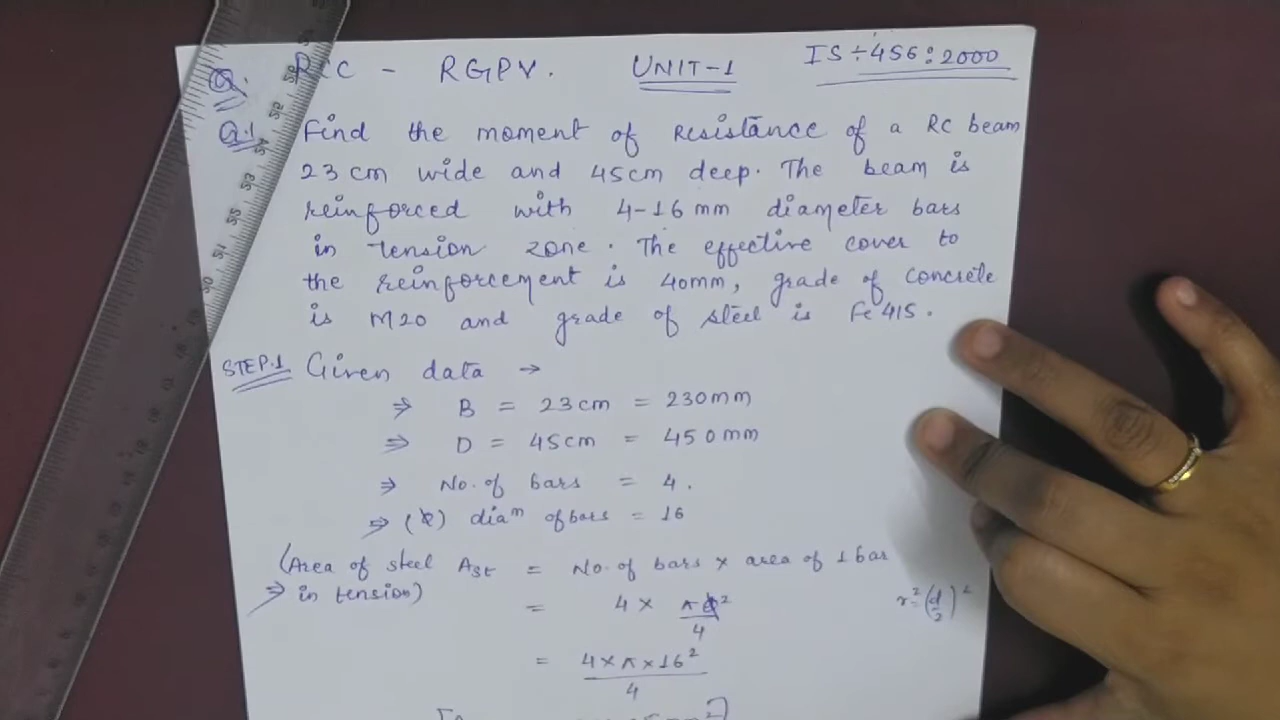 Q. RCC - RGPV. UNIT-1 IS÷456:2000
Q.1 Find the moment of resistance of a RC beam
23 cm wide and 45cm deep. The beam is
reinforced with 4-16 mm diameter bars
in tension zone. The effective cover to
the reinforcement is 40mm, grade of concrete
is M20 and grade of steel is Fe 415.
STEP.1 Given data →
⇒ B = 23cm = 230mm
⇒ D = 45cm = 450mm
⇒ No. of bars = 4.
⇒ diam of bars = 16
(Area of steel Ast = No. of bars × area of 1 bar
⇒ in tension)
= 4 × πd²/4
r² = (d/2)²
= 4×π×16²/4